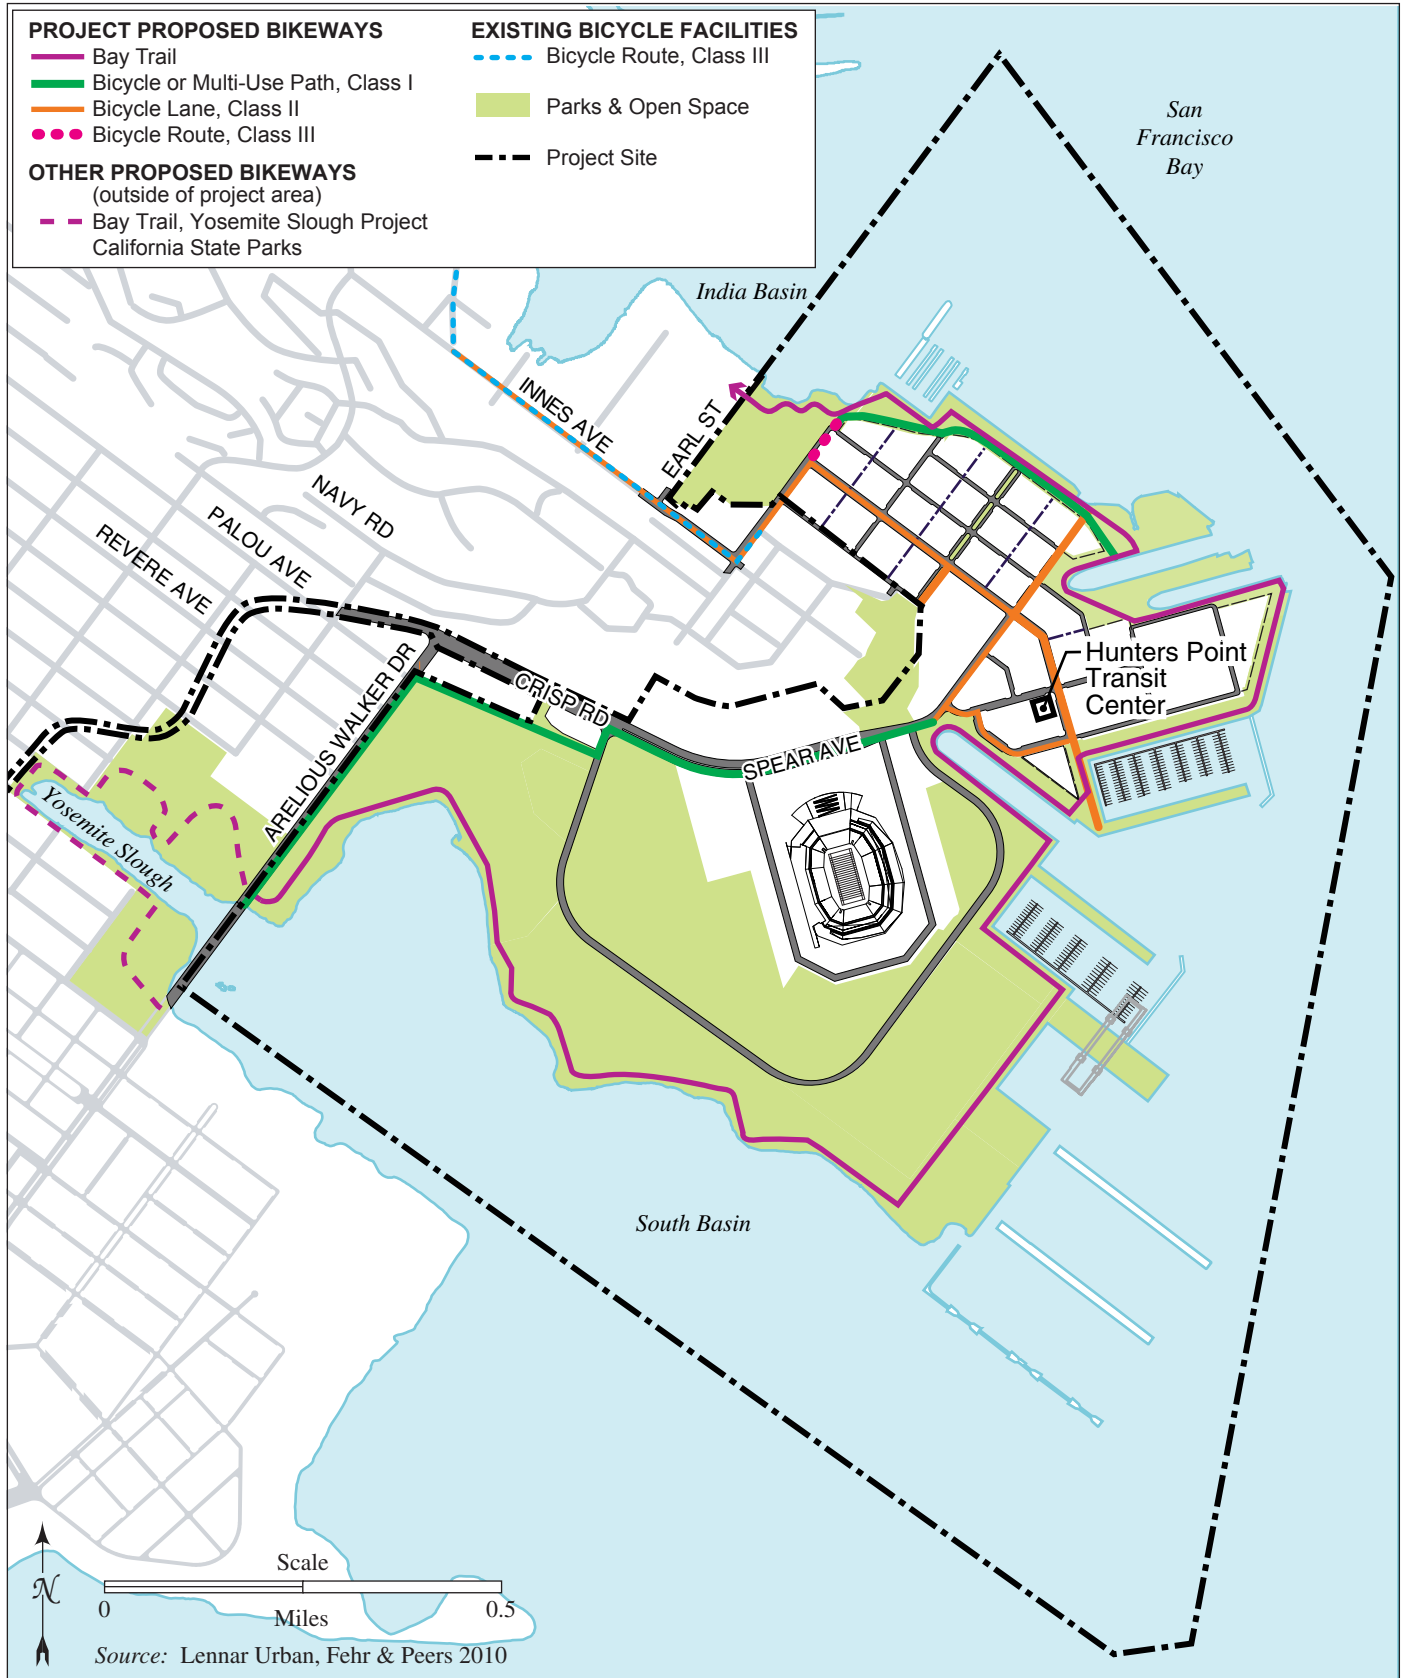 PROJECT PROPOSED BIKEWAYS
Bay Trail
Bicycle or Multi-Use Path, Class I
Bicycle Lane, Class II
Bicycle Route, Class III
OTHER PROPOSED BIKEWAYS
(outside of project area)
Bay Trail, Yosemite Slough Project
California State Parks
EXISTING BICYCLE FACILITIES
Bicycle Route, Class III
Parks & Open Space
Project Site
San
Francisco
Bay
India Basin
INNES AVE
EARL ST
NAVY RD
PALOU AVE
REVERE AVE
ARELIOUS WALKER DR
CRISP RD
SPEAR AVE
Hunters Point
Transit
Center
Yosemite Slough
South Basin
N
Scale
0
Miles
0.5
Source: Lennar Urban, Fehr & Peers 2010